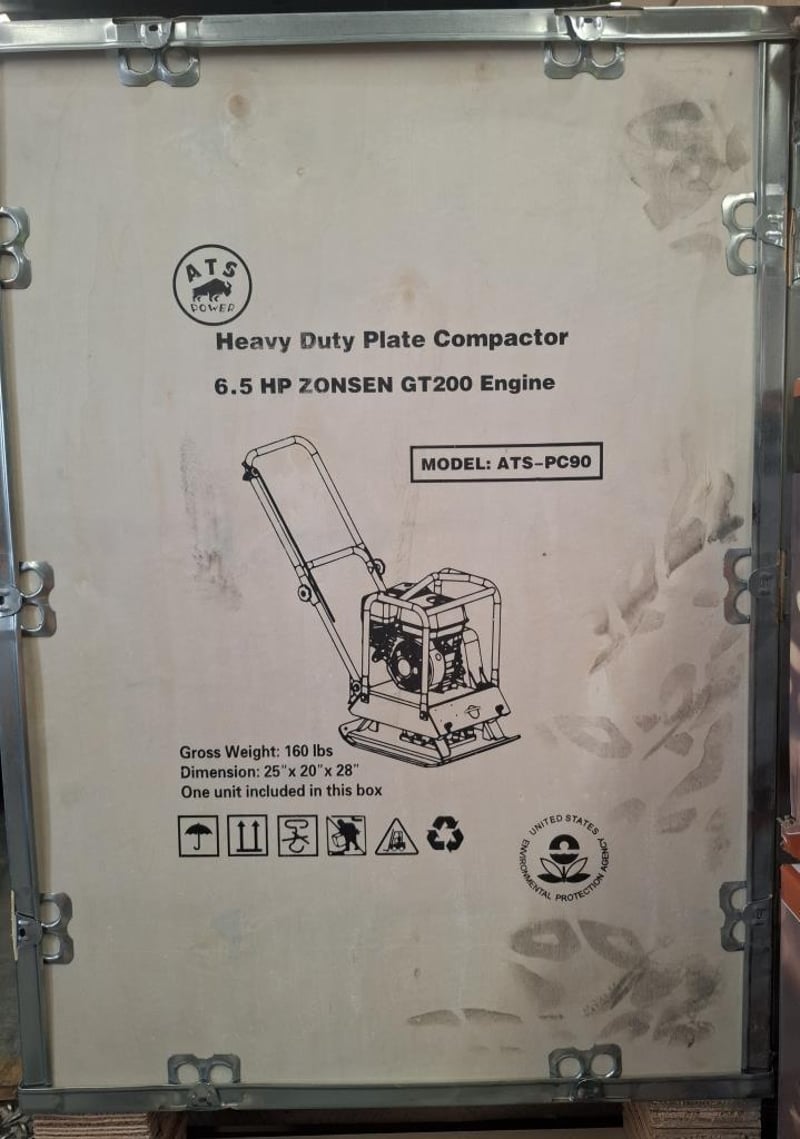 ATS
POWER
Heavy Duty Plate Compactor
6.5 HP ZONSEN GT200 Engine
MODEL: ATS-PC90
Gross Weight: 160 lbs
Dimension: 25"x 20"x 28"
One unit included in this box
UNITED STATES
ENVIRONMENTAL PROTECTION AGENCY